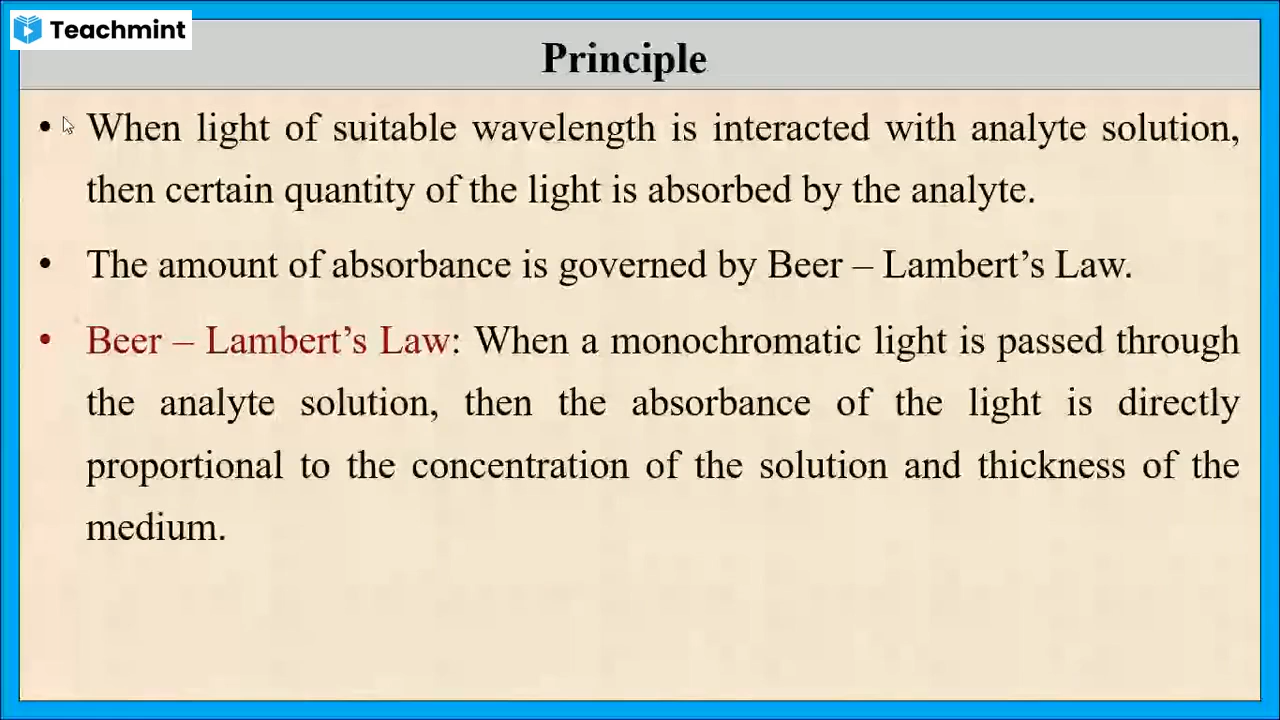 Teachmint
Principle
• When light of suitable wavelength is interacted with analyte solution,
then certain quantity of the light is absorbed by the analyte.
• The amount of absorbance is governed by Beer – Lambert’s Law.
• Beer – Lambert’s Law: When a monochromatic light is passed through
the analyte solution, then the absorbance of the light is directly
proportional to the concentration of the solution and thickness of the
medium.